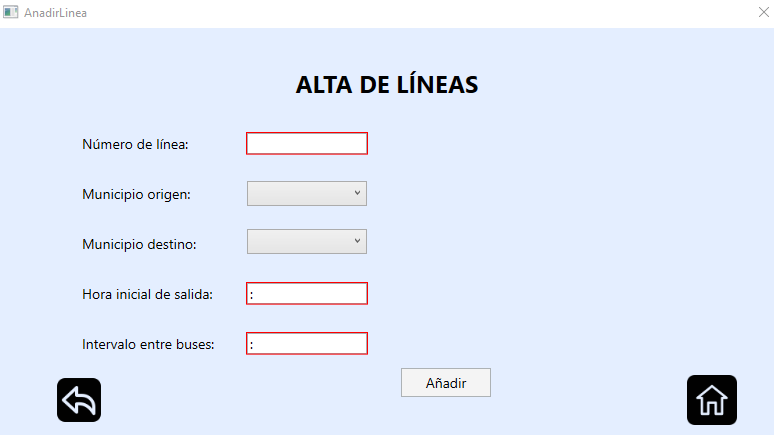 AnadirLinea
ALTA DE LÍNEAS
Número de línea:
Municipio origen:
Municipio destino:
Hora inicial de salida: :
Intervalo entre buses: :
Añadir